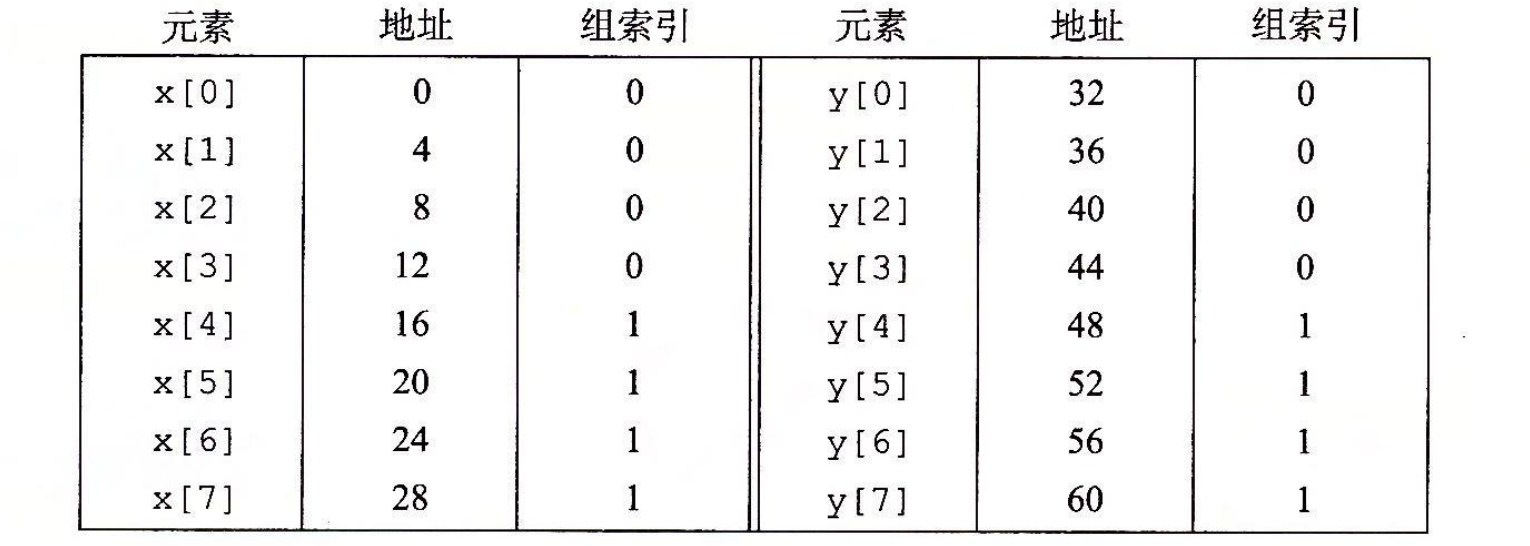 元素 地址 组索引 元素 地址 组索引
x[0] 0 0 y[0] 32 0
x[1] 4 0 y[1] 36 0
x[2] 8 0 y[2] 40 0
x[3] 12 0 y[3] 44 0
x[4] 16 1 y[4] 48 1
x[5] 20 1 y[5] 52 1
x[6] 24 1 y[6] 56 1
x[7] 28 1 y[7] 60 1